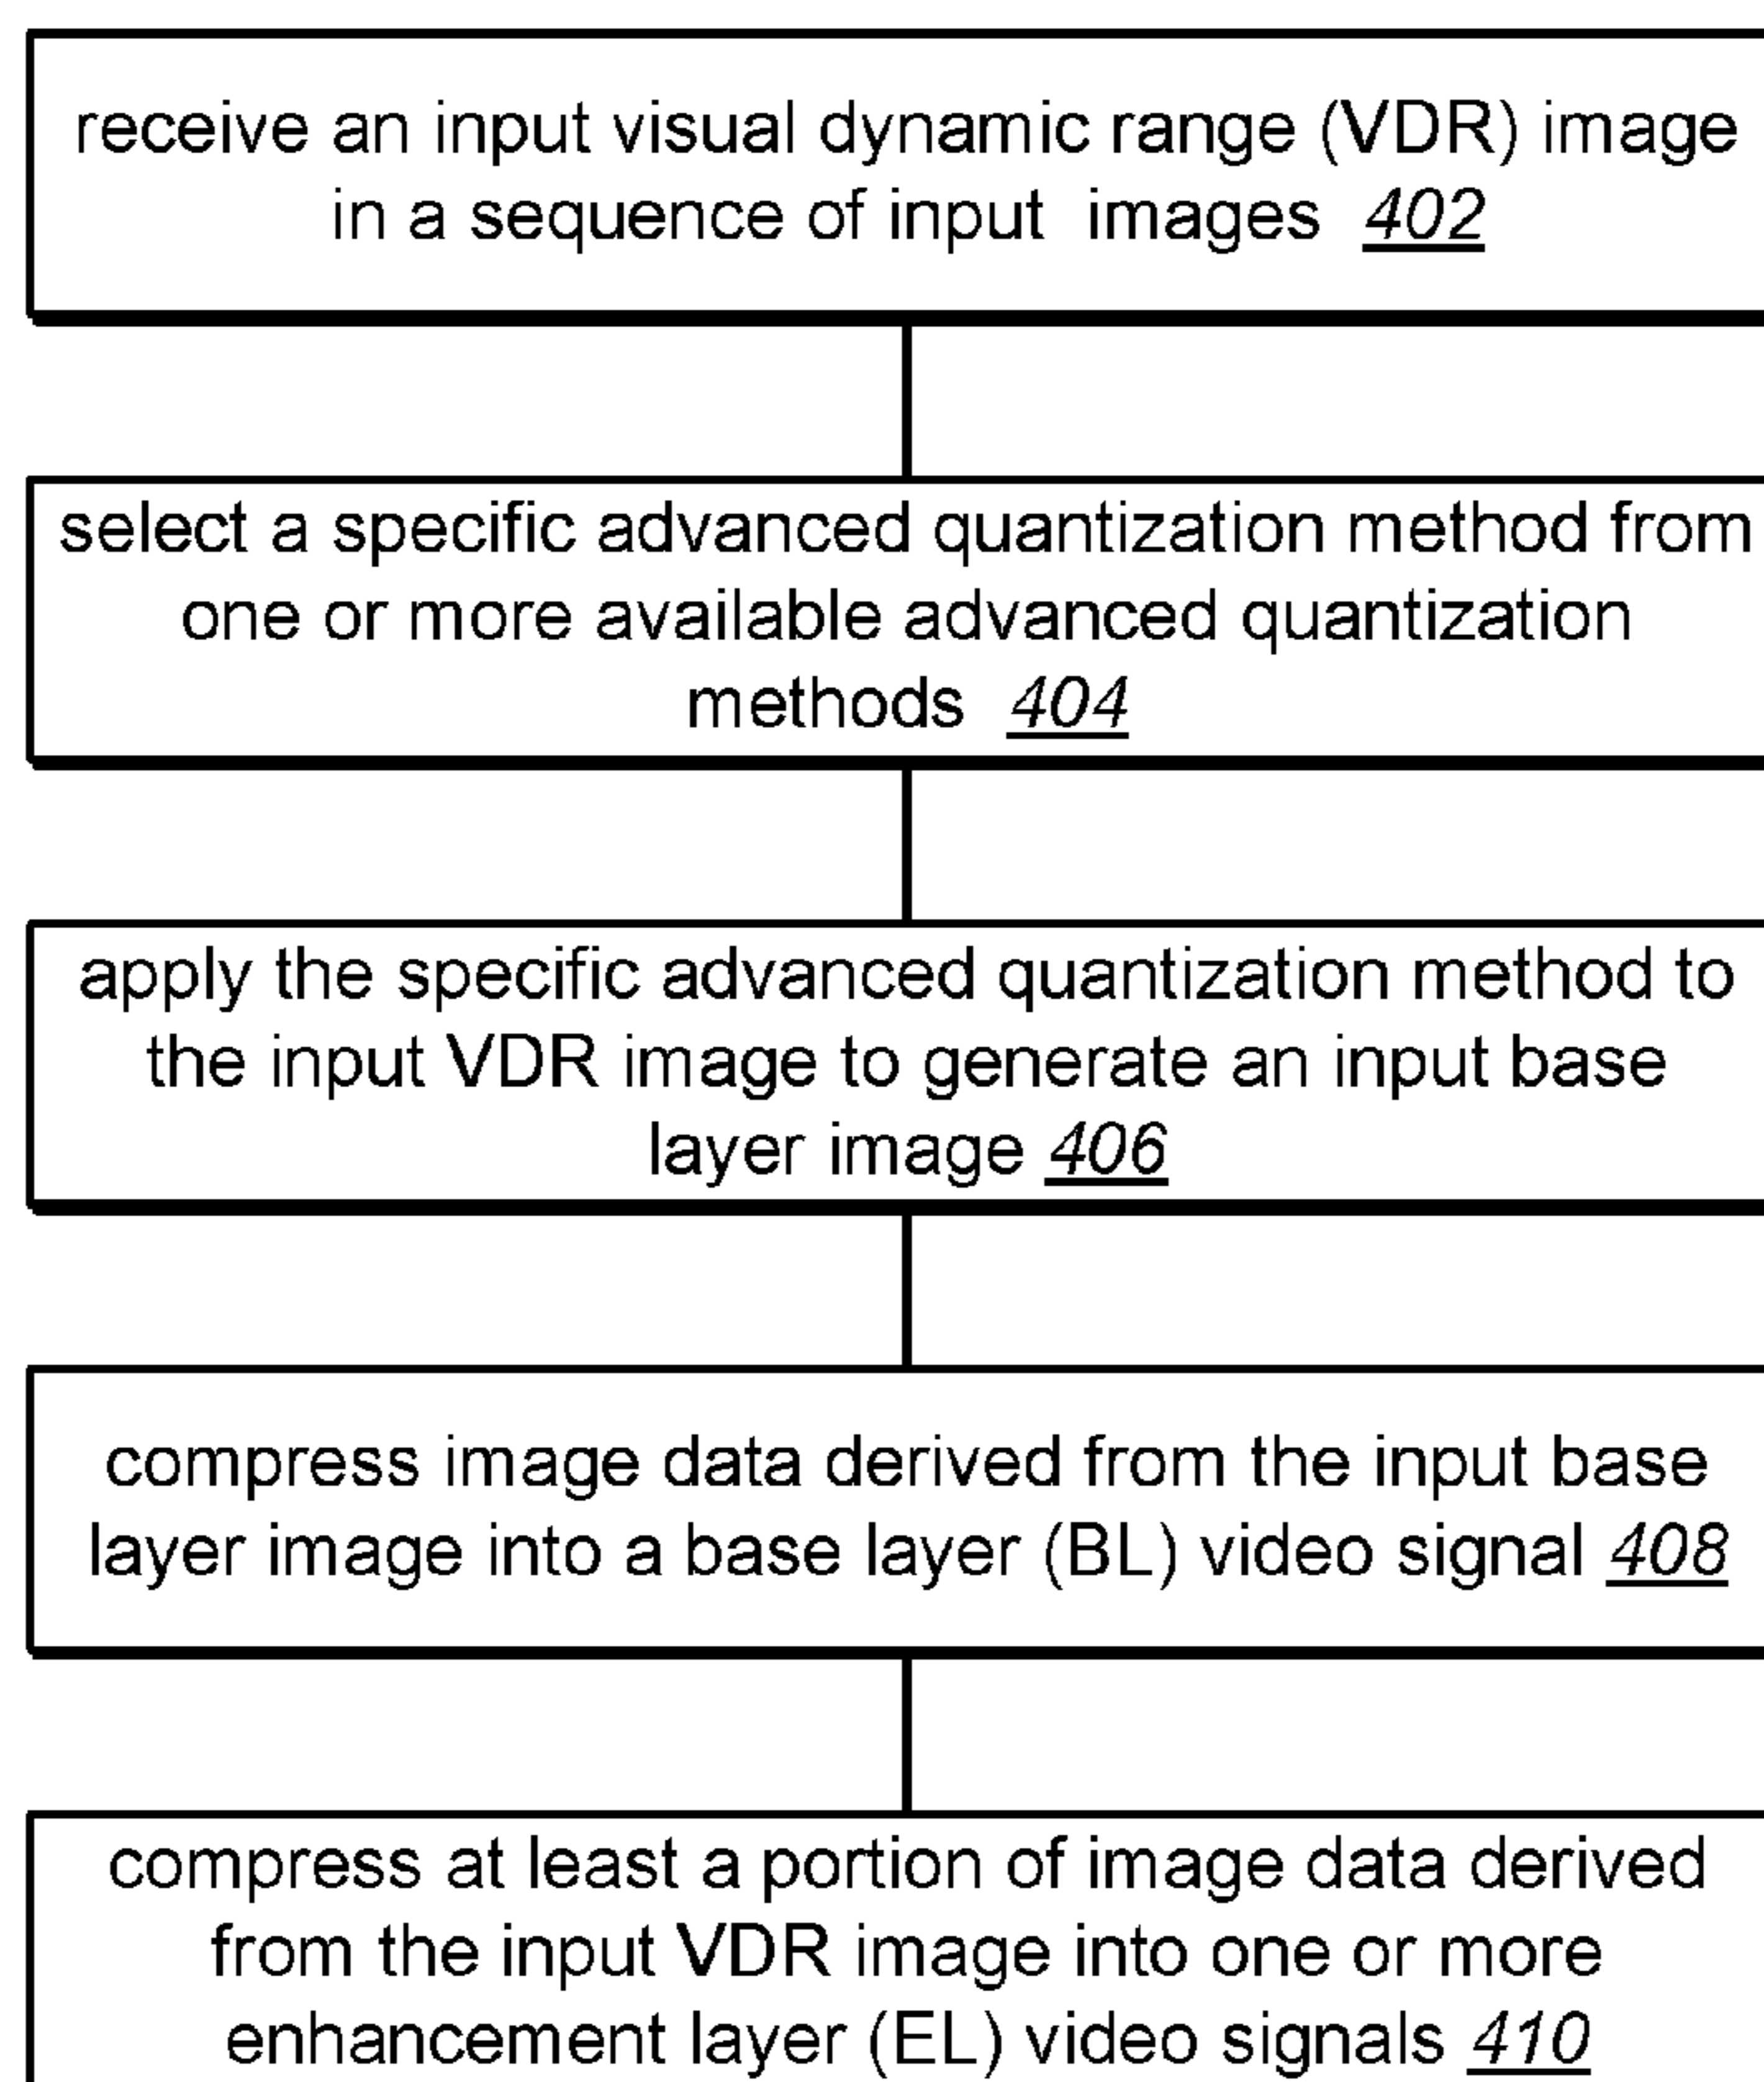 receive an input visual dynamic range (VDR) image
in a sequence of input images 402
select a specific advanced quantization method from
one or more available advanced quantization
methods 404
apply the specific advanced quantization method to
the input VDR image to generate an input base
layer image 406
compress image data derived from the input base
layer image into a base layer (BL) video signal 408
compress at least a portion of image data derived
from the input VDR image into one or more
enhancement layer (EL) video signals 410